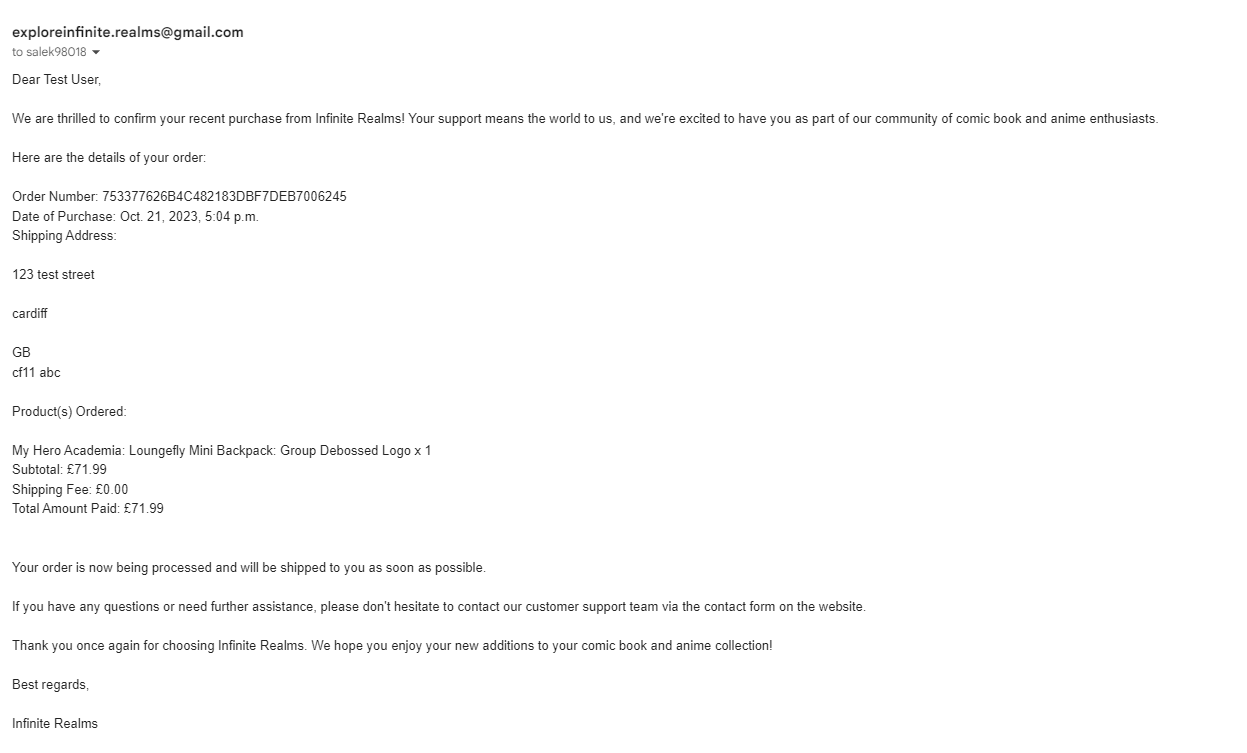 exploreinfinite.realms@gmail.com
to salek98018
Dear Test User,
We are thrilled to confirm your recent purchase from Infinite Realms! Your support means the world to us, and we're excited to have you as part of our community of comic book and anime enthusiasts.
Here are the details of your order:
Order Number: 753377626B4C482183DBF7DEB7006245
Date of Purchase: Oct. 21, 2023, 5:04 p.m.
Shipping Address:
123 test street
cardiff
GB
cf11 abc
Product(s) Ordered:
My Hero Academia: Loungefly Mini Backpack: Group Debossed Logo x 1
Subtotal: £71.99
Shipping Fee: £0.00
Total Amount Paid: £71.99
Your order is now being processed and will be shipped to you as soon as possible.
If you have any questions or need further assistance, please don't hesitate to contact our customer support team via the contact form on the website.
Thank you once again for choosing Infinite Realms. We hope you enjoy your new additions to your comic book and anime collection!
Best regards,
Infinite Realms